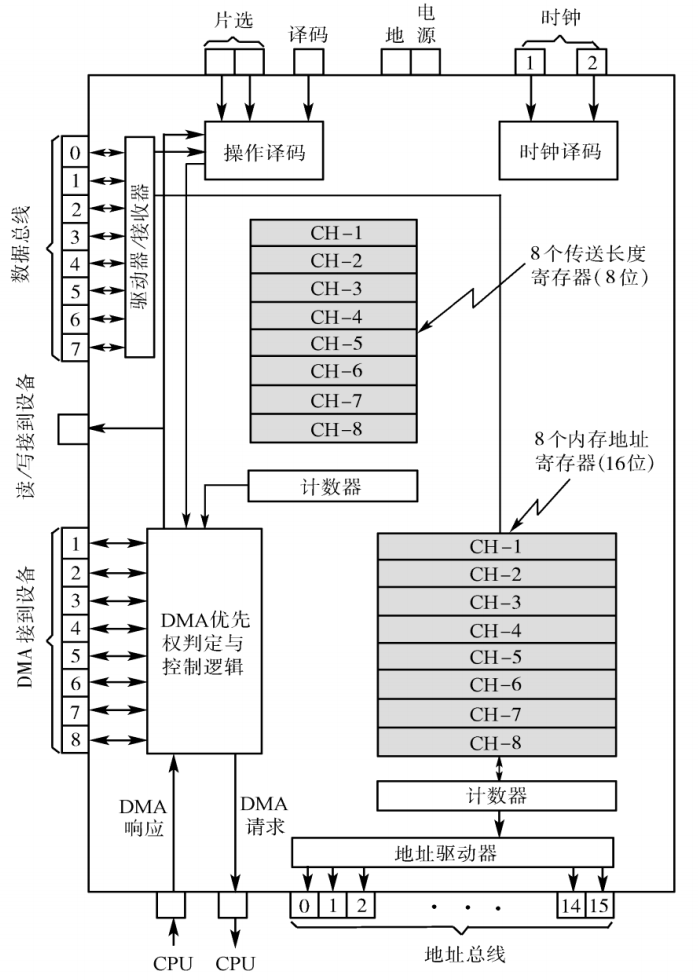 片选
译码
地
电
源
时钟
1
2
操作译码
时钟译码
数据总线
0
1
2
3
4
5
6
7
驱动器/接收器
CH-1
CH-2
CH-3
CH-4
CH-5
CH-6
CH-7
CH-8
8个传送长度
寄存器(8位)
读/写接到设备
计数器
8个内存地址
寄存器(16位)
DMA接到设备
1
2
3
4
5
6
7
8
DMA优先
权判定与
控制逻辑
CH-1
CH-2
CH-3
CH-4
CH-5
CH-6
CH-7
CH-8
计数器
DMA
响应
DMA
请求
地址驱动器
0
1
2
· · ·
14
15
CPU
CPU
地址总线